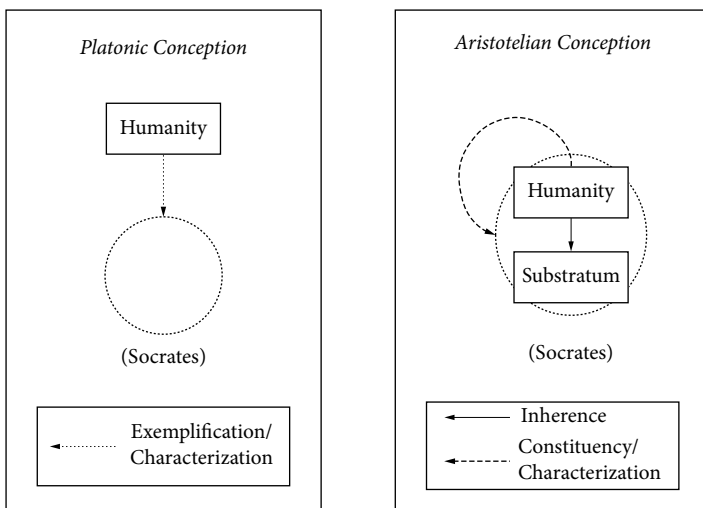 Platonic Conception
Humanity
(Socrates)
Exemplification/
Characterization
Aristotelian Conception
Humanity
Substratum
(Socrates)
Inherence
Constituency/
Characterization